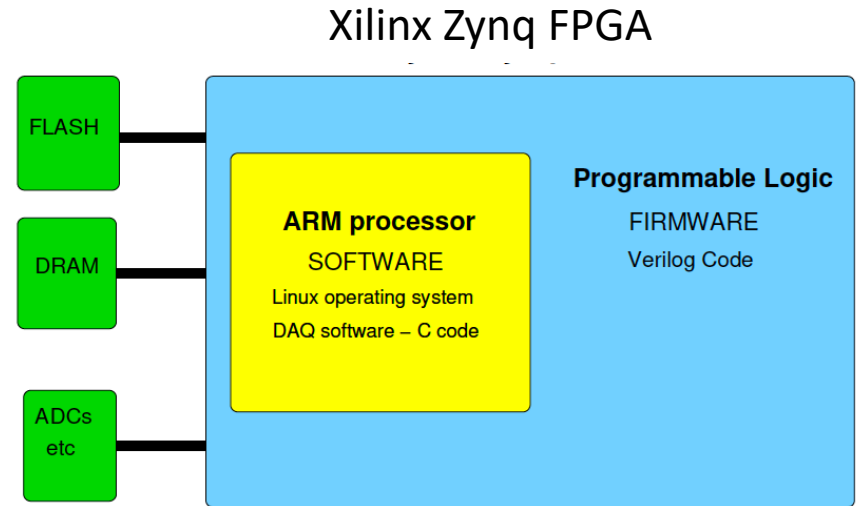 Xilinx Zynq FPGA
FLASH
DRAM
ADCs
etc
ARM processor
SOFTWARE
Linux operating system
DAQ software – C code
Programmable Logic
FIRMWARE
Verilog Code